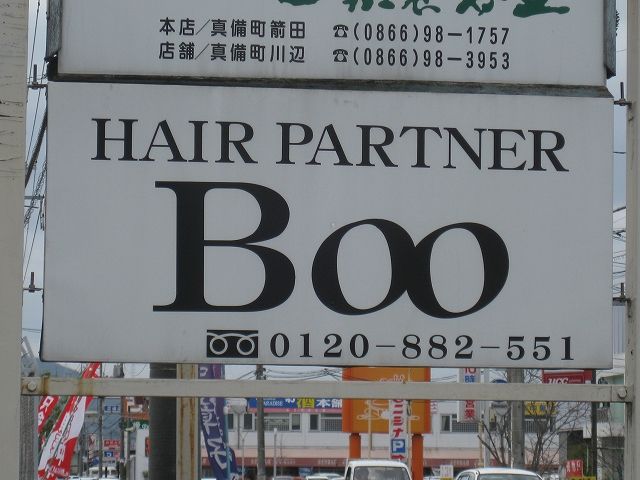 本店/真備町箭田 ☎(0866)98-1757
店舗/真備町川辺 ☎(0866)98-3953
HAIR PARTNER
Boo
0120-882-551
P